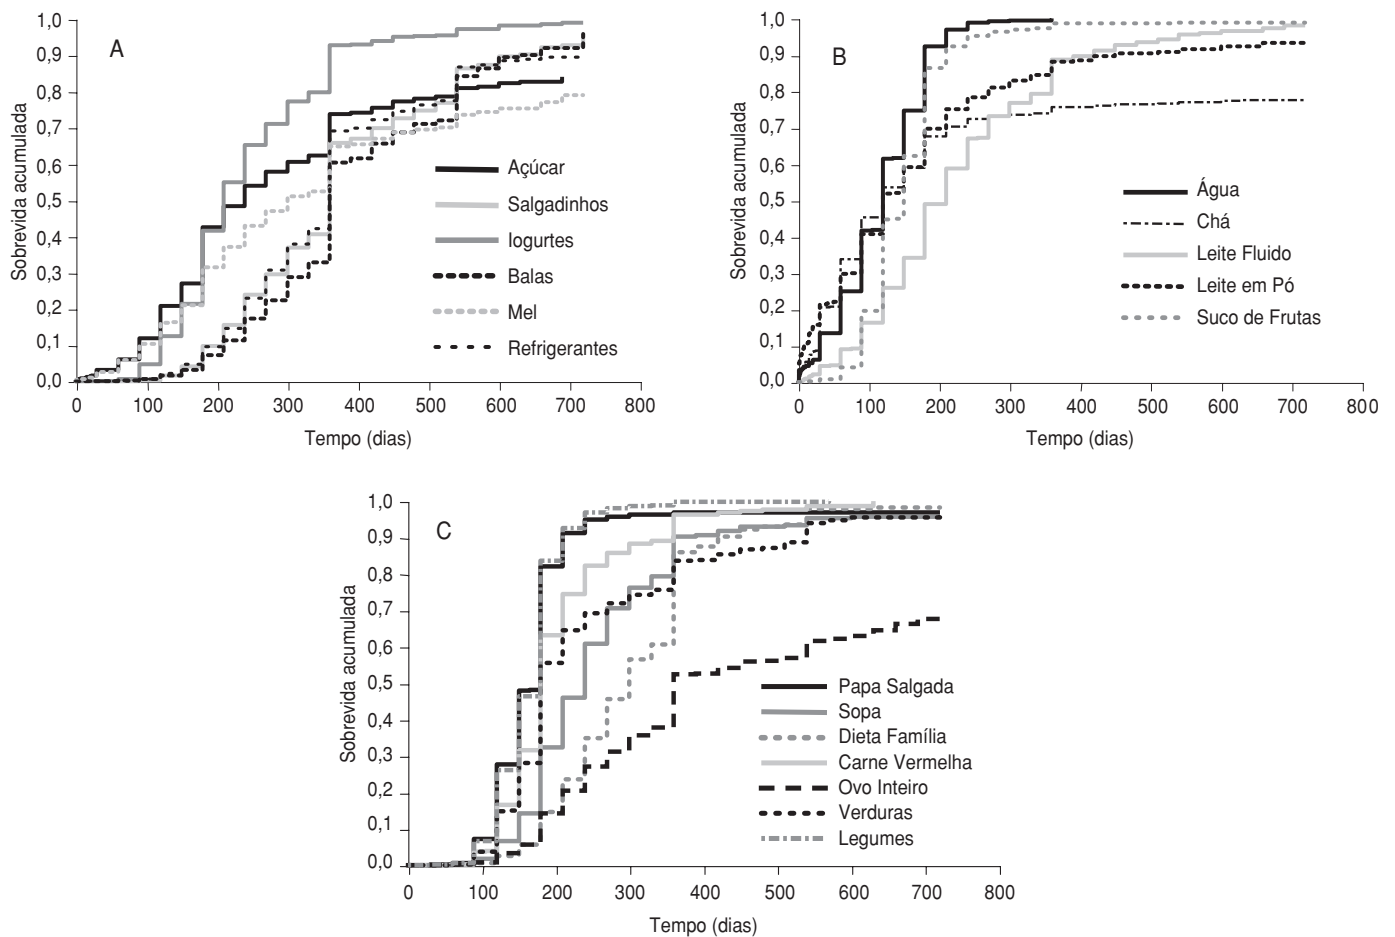 A
Sobrevida acumulada
1,0
0,9
0,8
0,7
0,6
0,5
0,4
0,3
0,2
0,1
0,0
0 100 200 300 400 500 600 700 800
Tempo (dias)
Açúcar
Salgadinhos
Iogurtes
Balas
Mel
Refrigerantes
B
Sobrevida acumulada
1,0
0,9
0,8
0,7
0,6
0,5
0,4
0,3
0,2
0,1
0,0
0 100 200 300 400 500 600 700 800
Tempo (dias)
Água
Chá
Leite Fluido
Leite em Pó
Suco de Frutas
C
Sobrevida acumulada
1,0
0,9
0,8
0,7
0,6
0,5
0,4
0,3
0,2
0,1
0,0
0 100 200 300 400 500 600 700 800
Tempo (dias)
Papa Salgada
Sopa
Dieta Família
Carne Vermelha
Ovo Inteiro
Verduras
Legumes